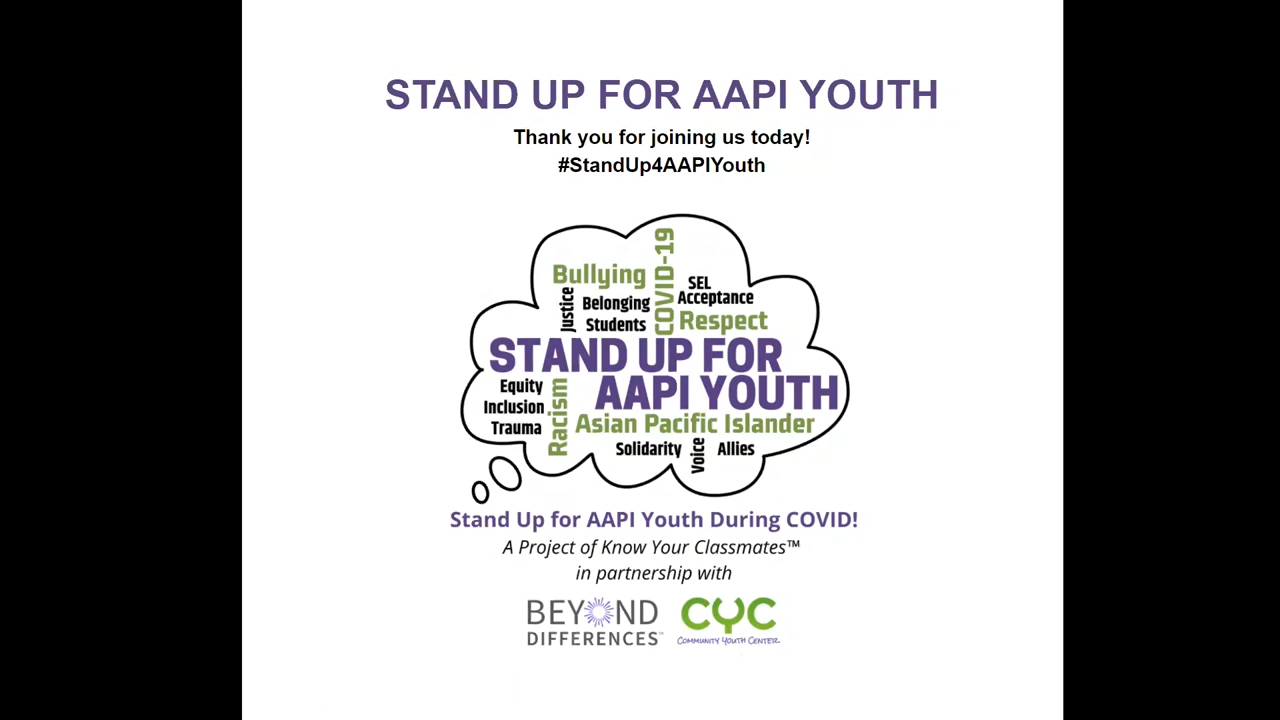 STAND UP FOR AAPI YOUTH
Thank you for joining us today!
#StandUp4AAPIYouth
Bullying
COVID-19
SEL
Justice
Belonging
Acceptance
Students
Respect
STAND UP FOR
AAPI YOUTH
Equity
Inclusion
Trauma
Racism
Asian Pacific Islander
Solidarity
Voice
Allies
Stand Up for AAPI Youth During COVID!
A Project of Know Your Classmates™
in partnership with
BEYOND
DIFFERENCES™
CYC
COMMUNITY YOUTH CENTER